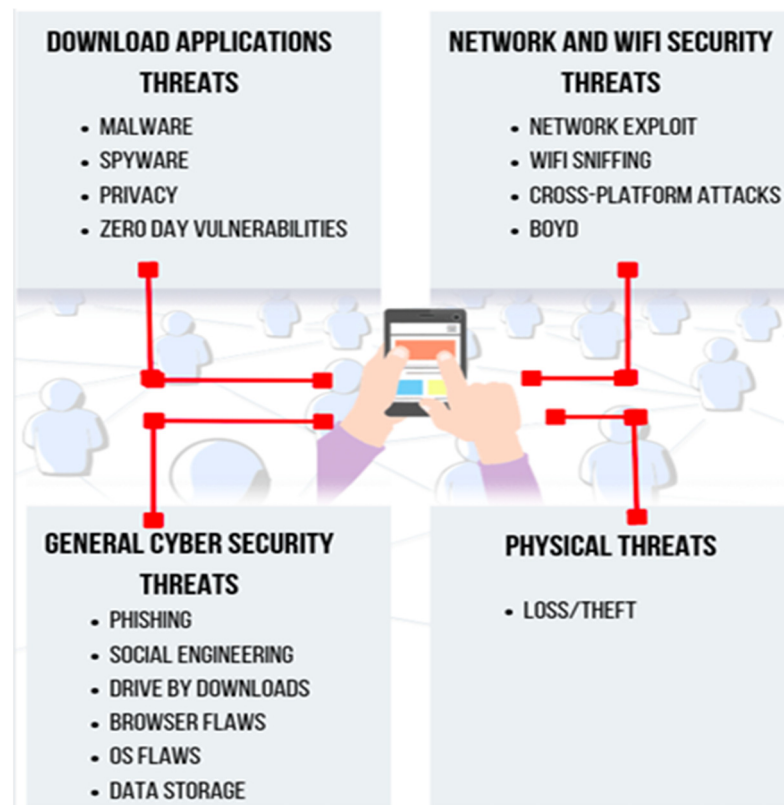 DOWNLOAD APPLICATIONS
THREATS
• MALWARE
• SPYWARE
• PRIVACY
• ZERO DAY VULNERABILITIES
NETWORK AND WIFI SECURITY
THREATS
• NETWORK EXPLOIT
• WIFI SNIFFING
• CROSS-PLATFORM ATTACKS
• BOYD
GENERAL CYBER SECURITY
THREATS
• PHISHING
• SOCIAL ENGINEERING
• DRIVE BY DOWNLOADS
• BROWSER FLAWS
• OS FLAWS
• DATA STORAGE
PHYSICAL THREATS
• LOSS/THEFT